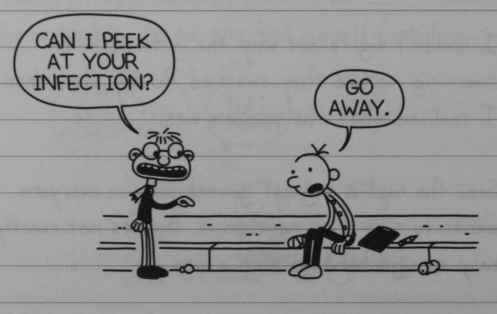 CAN I PEEK
AT YOUR
INFECTION?
GO
AWAY.